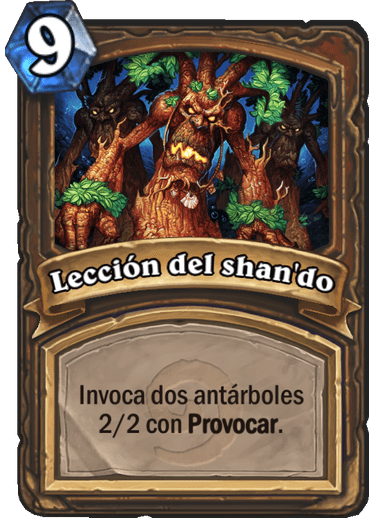 9
Lección del shan'do
Invoca dos antárboles
2/2 con Provocar.